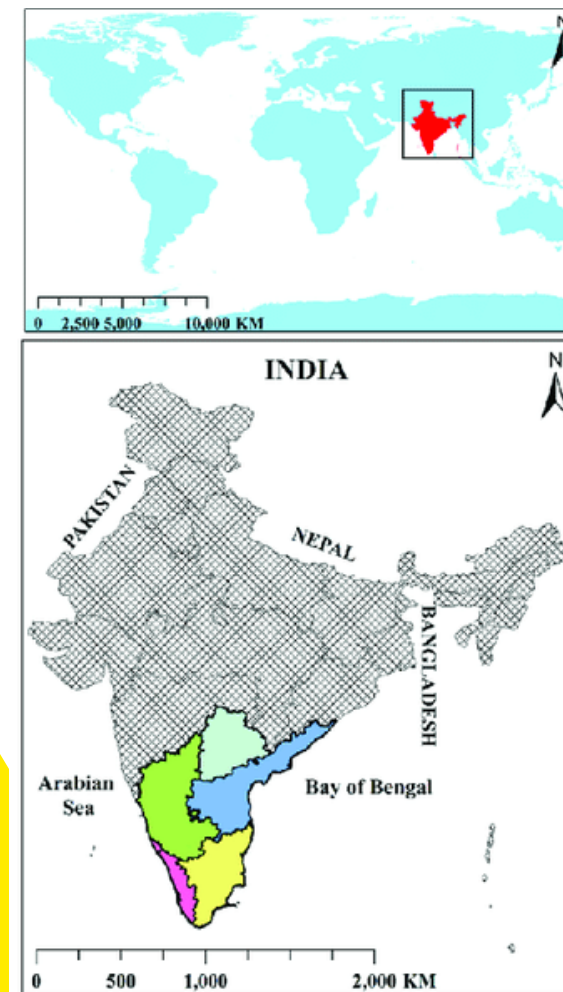 N
0 2,500 5,000 10,000 KM
INDIA
N
PAKISTAN
NEPAL
BANGLADESH
Arabian
Sea
Bay of Bengal
0 500 1,000 2,000 KM